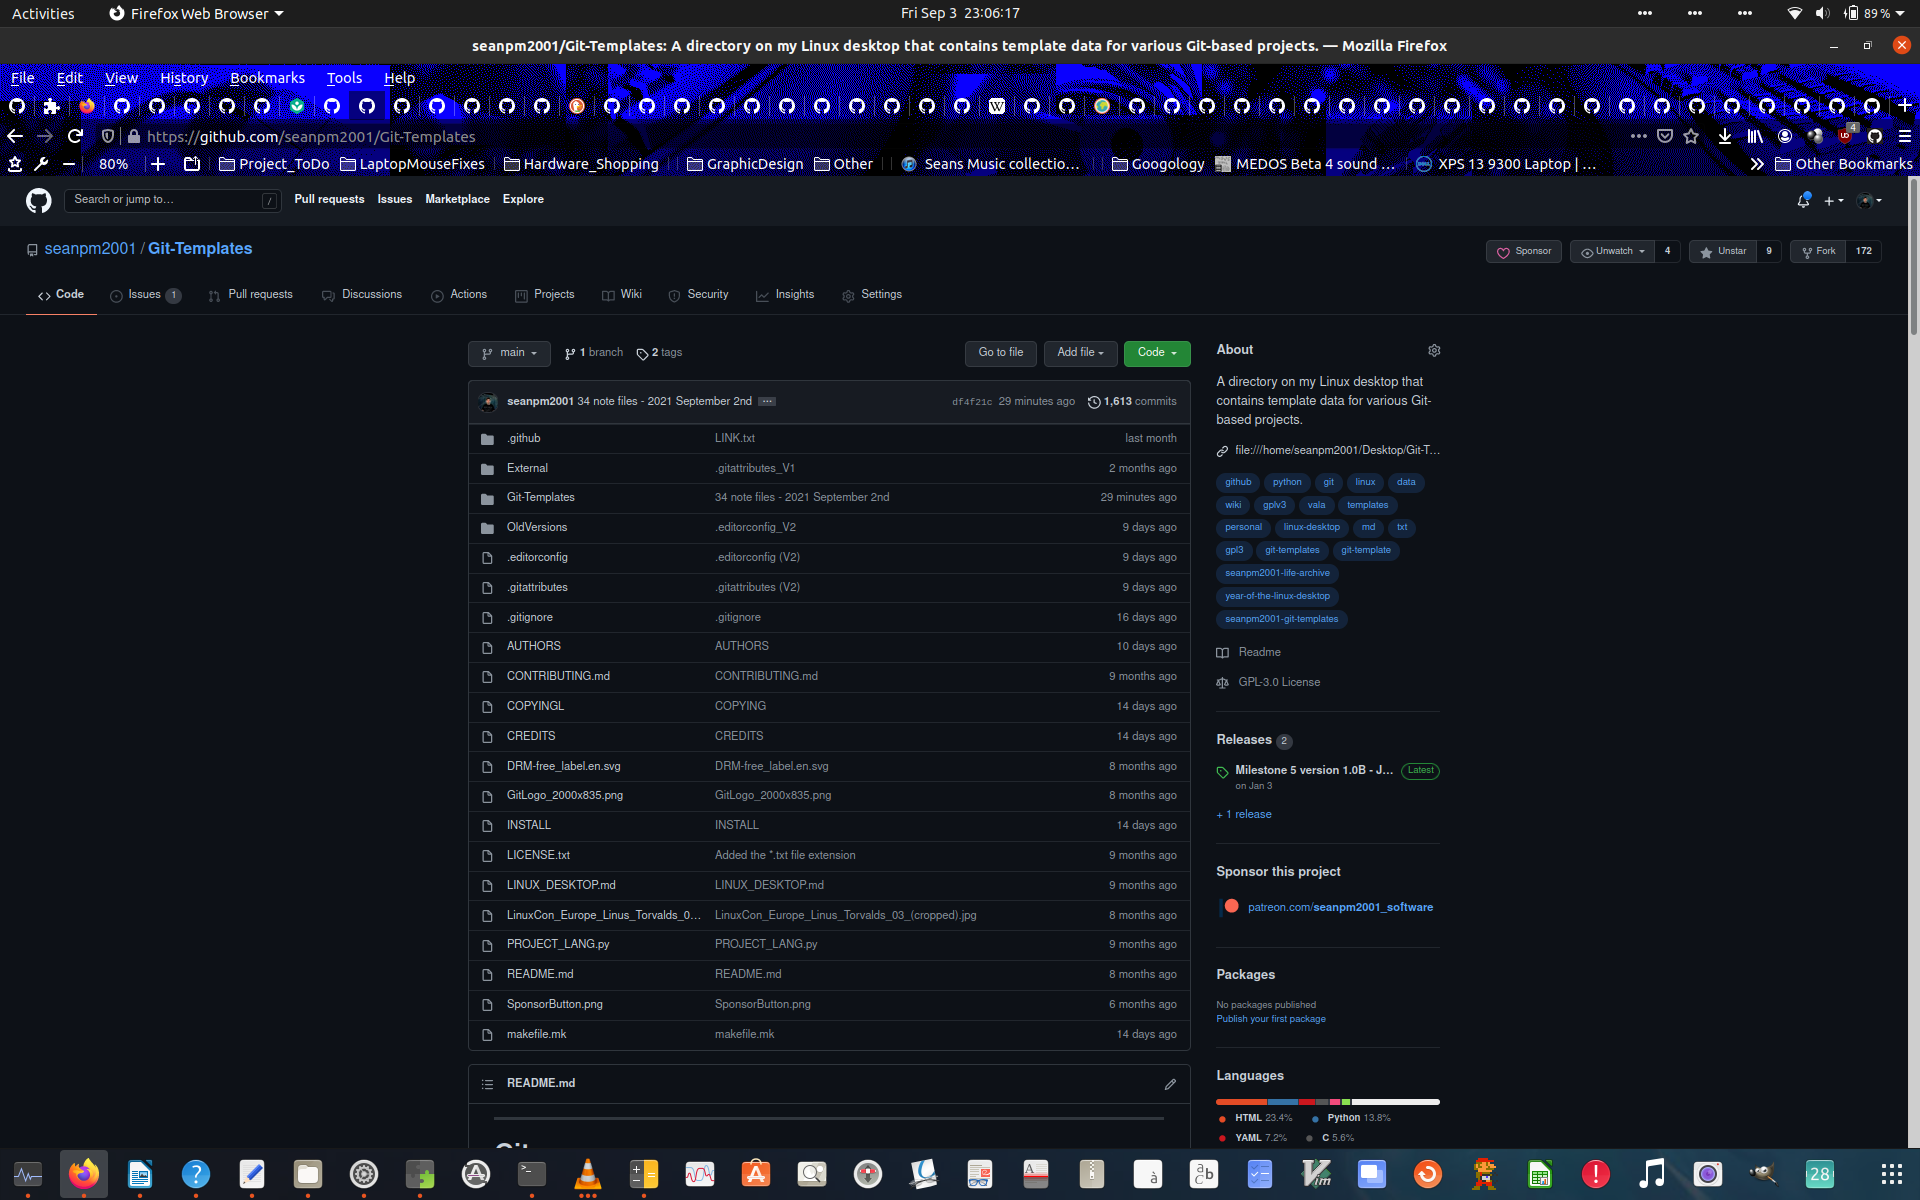 Activities Firefox Web Browser Fri Sep 3 23:06:17 89 %
seanpm2001/Git-Templates: A directory on my Linux desktop that contains template data for various Git-based projects. — Mozilla Firefox
File Edit View History Bookmarks Tools Help
https://github.com/seanpm2001/Git-Templates 4
80% Project_ToDo LaptopMouseFixes Hardware_Shopping GraphicDesign Other Seans Music collectio… Googology MEDOS Beta 4 sound … XPS 13 9300 Laptop | … Other Bookmarks
Search or jump to… / Pull requests Issues Marketplace Explore
seanpm2001 / Git-Templates Sponsor Unwatch 4 Unstar 9 Fork 172
Code Issues 1 Pull requests Discussions Actions Projects Wiki Security Insights Settings
main 1 branch 2 tags Go to file Add file Code
seanpm2001 34 note files - 2021 September 2nd df4f21c 29 minutes ago 1,613 commits
.github LINK.txt last month
External .gitattributes_V1 2 months ago
Git-Templates 34 note files - 2021 September 2nd 29 minutes ago
OldVersions .editorconfig_V2 9 days ago
.editorconfig .editorconfig (V2) 9 days ago
.gitattributes .gitattributes (V2) 9 days ago
.gitignore .gitignore 16 days ago
AUTHORS AUTHORS 10 days ago
CONTRIBUTING.md CONTRIBUTING.md 9 months ago
COPYINGL COPYING 14 days ago
CREDITS CREDITS 14 days ago
DRM-free_label.en.svg DRM-free_label.en.svg 8 months ago
GitLogo_2000x835.png GitLogo_2000x835.png 8 months ago
INSTALL INSTALL 14 days ago
LICENSE.txt Added the *.txt file extension 9 months ago
LINUX_DESKTOP.md LINUX_DESKTOP.md 9 months ago
LinuxCon_Europe_Linus_Torvalds_0… LinuxCon_Europe_Linus_Torvalds_03_(cropped).jpg 8 months ago
PROJECT_LANG.py PROJECT_LANG.py 9 months ago
README.md README.md 8 months ago
SponsorButton.png SponsorButton.png 6 months ago
makefile.mk makefile.mk 14 days ago
README.md
About
A directory on my Linux desktop that
contains template data for various Git-
based projects.
file:///home/seanpm2001/Desktop/Git-T…
github python git linux data
wiki gplv3 vala templates
personal linux-desktop md txt
gpl3 git-templates git-template
seanpm2001-life-archive
year-of-the-linux-desktop
seanpm2001-git-templates
Readme
GPL-3.0 License
Releases 2
Milestone 5 version 1.0B - J… Latest
on Jan 3
+ 1 release
Sponsor this project
patreon.com/seanpm2001_software
Packages
No packages published
Publish your first package
Languages
HTML 23.4% Python 13.8%
YAML 7.2% C 5.6%
28